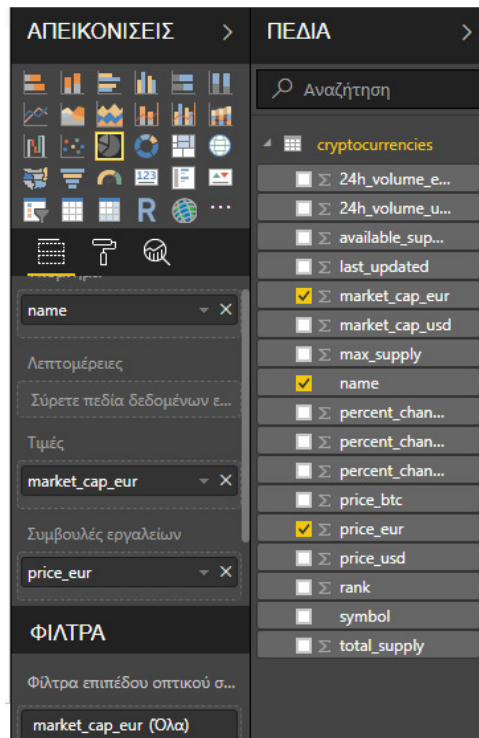 ΑΠΕΙΚΟΝΙΣΕΙΣ
123
R
name
Λεπτομέρειες
Σύρετε πεδία δεδομένων ε...
Τιμές
market_cap_eur
Συμβουλές εργαλείων
price_eur
ΦΙΛΤΡΑ
Φίλτρα επιπέδου οπτικού σ...
market_cap_eur (Όλα)
ΠΕΔΙΑ
Αναζήτηση
cryptocurrencies
Σ 24h_volume_e...
Σ 24h_volume_u...
Σ available_sup...
Σ last_updated
Σ market_cap_eur
Σ market_cap_usd
Σ max_supply
name
Σ percent_chan...
Σ percent_chan...
Σ percent_chan...
Σ price_btc
Σ price_eur
Σ price_usd
Σ rank
symbol
Σ total_supply